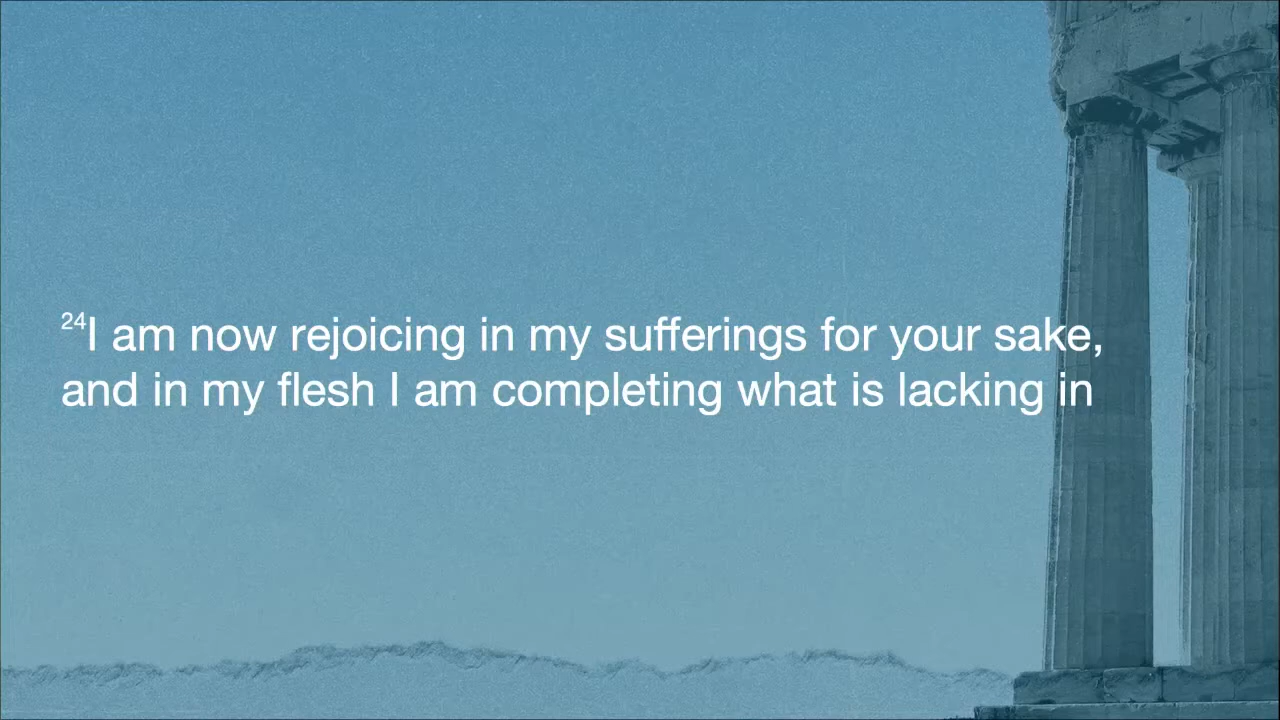 24I am now rejoicing in my sufferings for your sake,
and in my flesh I am completing what is lacking in